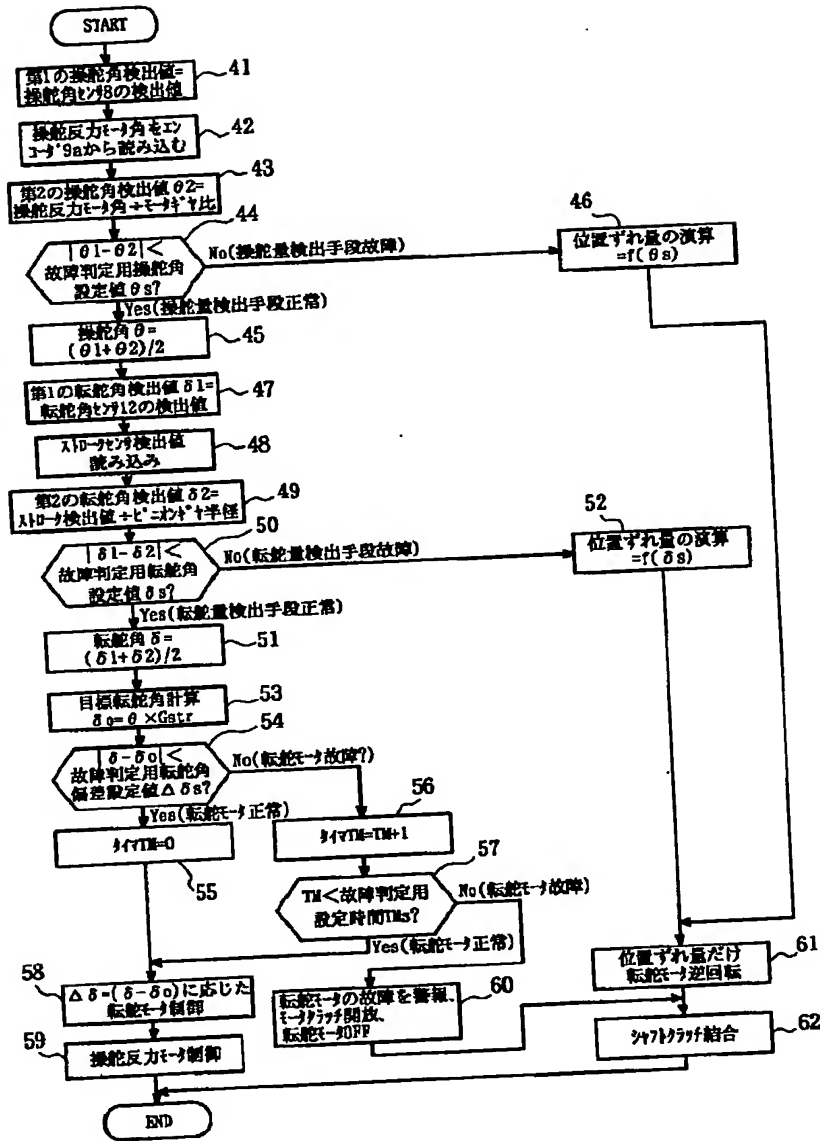 START
第1の操舵角検出値=
操舵角センサ8の検出値
41
操舵反力モータ角をエン
コーダ9aから読み込む
42
第2の操舵角検出値θ2=
操舵反力モータ角÷モータギヤ比
43
|θ1-θ2|<
故障判定用操舵角
設定値θs?
44
No(操舵量検出手段故障)
46
位置ずれ量の演算
=f(θs)
Yes(操舵量検出手段正常)
操舵角θ=
(θ1+θ2)/2
45
第1の転舵角検出値δ1=
転舵角センサ12の検出値
47
ストロークセンサ検出値
読み込み
48
第2の転舵角検出値δ2=
ストローク検出値÷ピニオンギヤ半径
49
|δ1-δ2|<
故障判定用転舵角
設定値δs?
50
No(転舵量検出手段故障)
52
位置ずれ量の演算
=f(δs)
Yes(転舵量検出手段正常)
転舵角δ=
(δ1+δ2)/2
51
目標転舵角計算
δo=θ×Gstr
53
|δ-δo|<
故障判定用転舵角
偏差設定値△δs?
54
No(転舵モータ故障?)
Yes(転舵モータ正常)
タイマTM=0
55
56
タイマTM=TM+1
57
TM<故障判定用
設定時間TMs?
No(転舵モータ故障)
Yes(転舵モータ正常)
58
△δ=(δ-δo)に応じた
転舵モータ制御
転舵モータの故障を警報、
モータクラッチ開放、
転舵モータOFF
60
位置ずれ量だけ
転舵モータ逆回転
61
59
操舵反力モータ制御
シャフトクラッチ結合
62
END